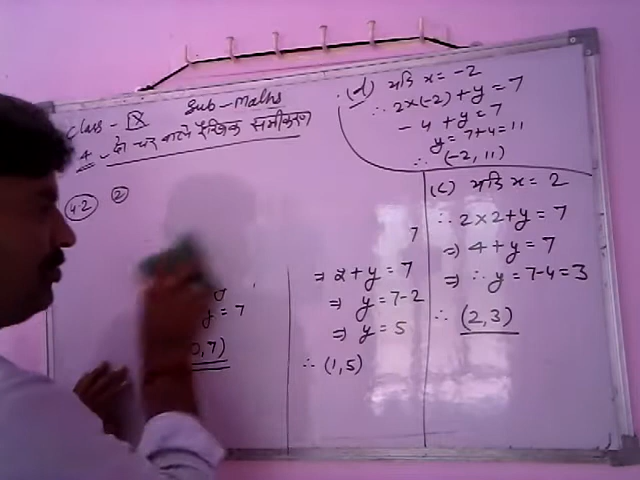 Class - IX Sub - Maths
4. दो चर वाले रैखिक समीकरण
4.2 (2)
y = 7
0,7)
7
⇒ 2 + y = 7
⇒ y = 7-2
⇒ y = 5
∴ (1,5)
(d) यदि x = -2
∴ 2×(-2) + y = 7
-4 + y = 7
y = 7+4 = 11
∴ (-2, 11)
(c) यदि x = 2
∴ 2×2+y = 7
⇒ 4 + y = 7
⇒ ∴ y = 7-4 = 3
∴ (2,3)